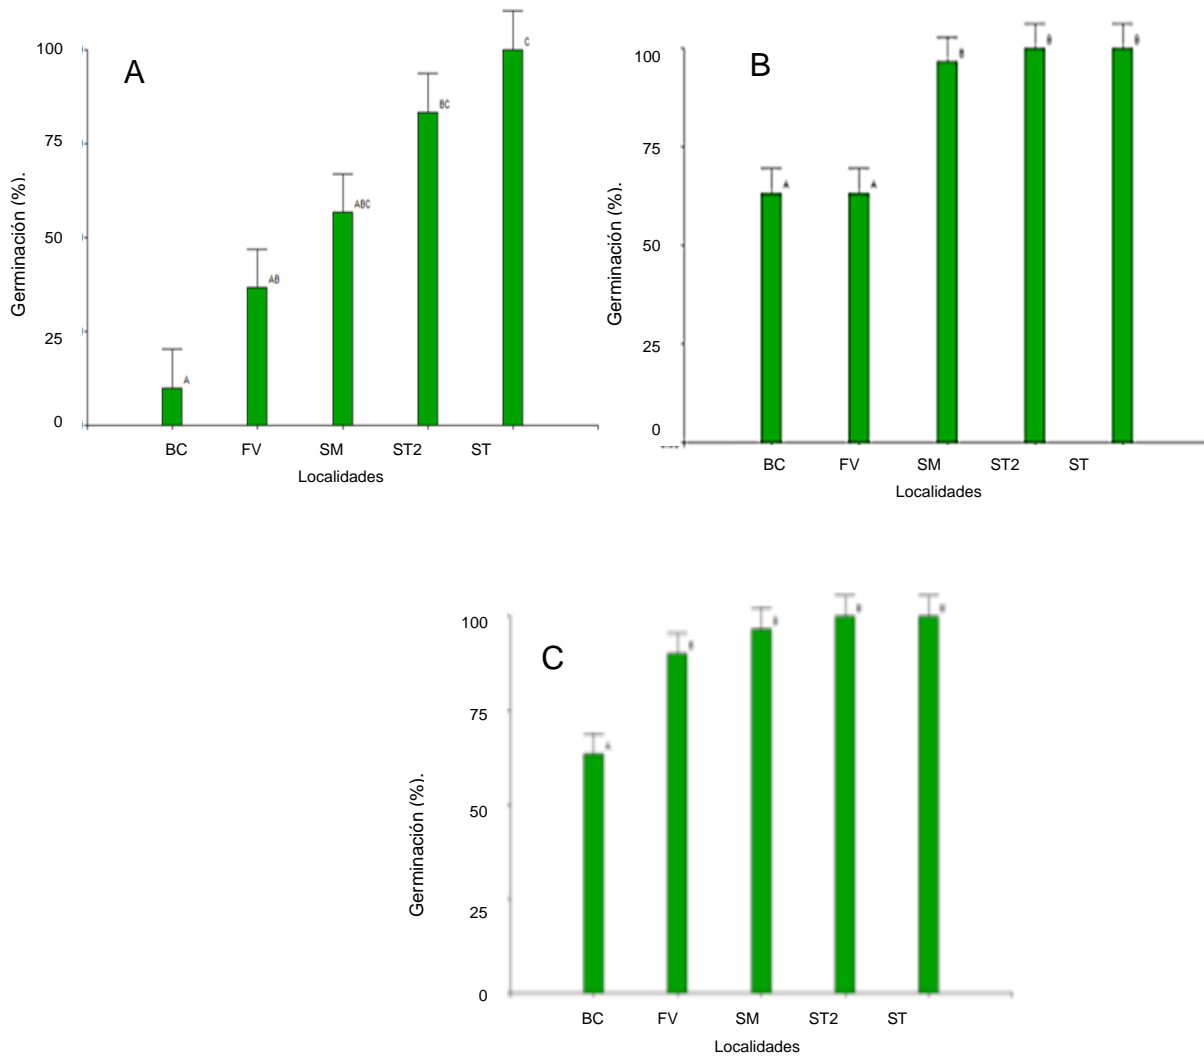 A
100
75
50
25
0
Germinación (%).
A
AB
ABC
BC
C
BC FV SM ST2 ST
Localidades
B
100
75
50
25
0
Germinación (%).
A
A
B
B
B
BC FV SM ST2 ST
Localidades
C
100
75
50
25
0
Germinación (%).
A
BC FV SM ST2 ST
Localidades